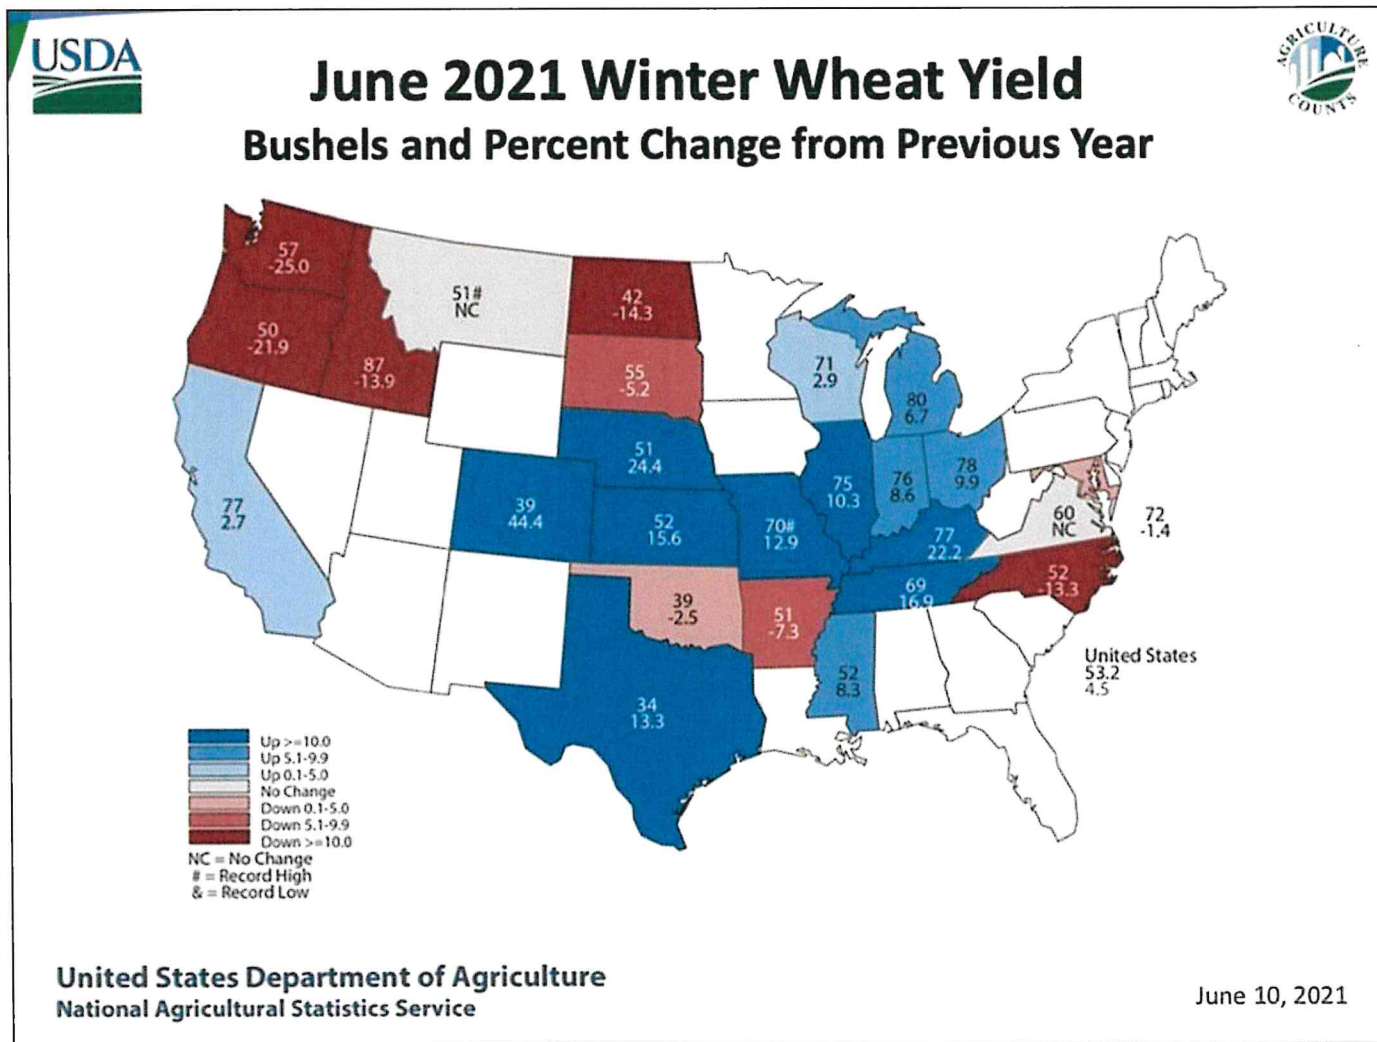 USDA
AGRICULTURE
COUNTS
June 2021 Winter Wheat Yield
Bushels and Percent Change from Previous Year
57
-25.0
51#
NC
42
-14.3
50
-21.9
87
-13.9
55
-5.2
71
2.9
80
6.7
51
24.4
77
2.7
39
44.4
52
15.6
70#
12.9
75
10.3
76
8.6
78
9.9
60
NC
72
-1.4
77
22.2
69
16.9
52
-13.3
39
-2.5
51
-7.3
52
8.3
34
13.3
United States
53.2
4.5
Up >=10.0
Up 5.1-9.9
Up 0.1-5.0
No Change
Down 0.1-5.0
Down 5.1-9.9
Down >=10.0
NC = No Change
# = Record High
& = Record Low
United States Department of Agriculture
National Agricultural Statistics Service
June 10, 2021